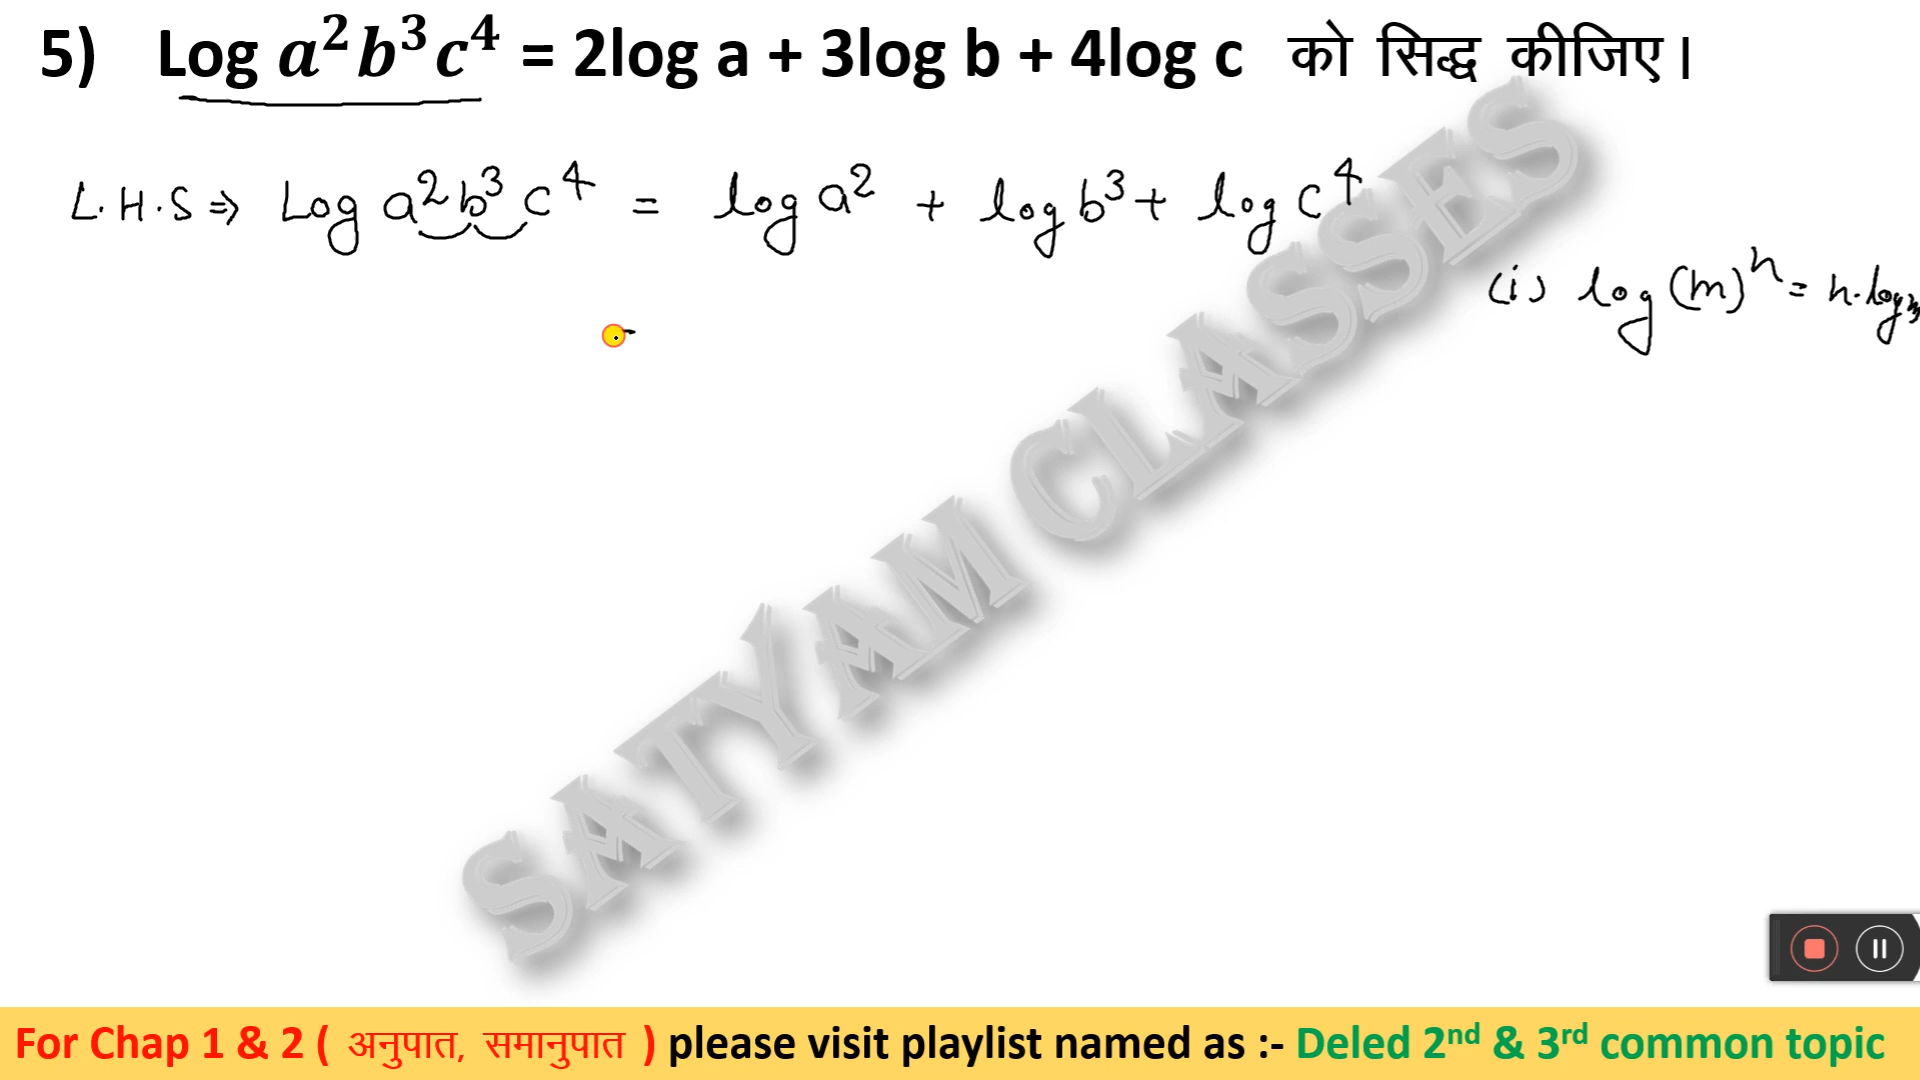 5) Log a²b³c⁴ = 2log a + 3log b + 4log c को सिद्ध कीजिए।
L.H.S ⇒ Log a²b³c⁴ = log a² + log b³ + log c⁴
(i) log (m)ⁿ = n.log m
=
SATYAM CLASSES
For Chap 1 & 2 ( अनुपात, समानुपात ) please visit playlist named as :- Deled 2nd & 3rd common topic